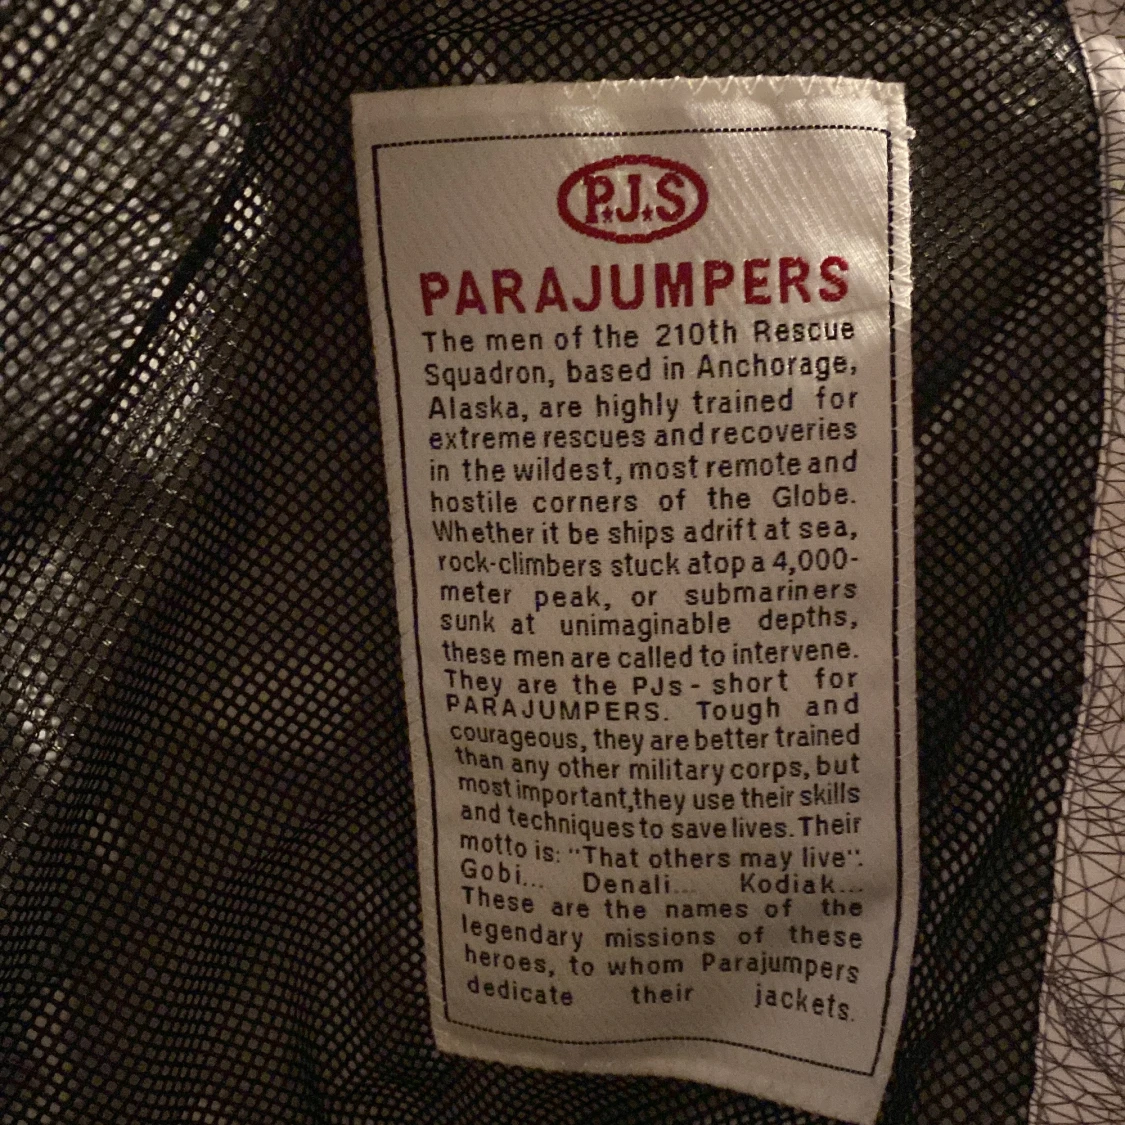 P.J.S
PARAJUMPERS
The men of the 210th Rescue
Squadron, based in Anchorage,
Alaska, are highly trained for
extreme rescues and recoveries
in the wildest, most remote and
hostile corners of the Globe.
Whether it be ships adrift at sea,
rock-climbers stuck atop a 4,000-
meter peak, or submariners
sunk at unimaginable depths,
these men are called to intervene.
They are the PJs - short for
PARAJUMPERS. Tough and
courageous, they are better trained
than any other military corps, but
most important,they use their skills
and techniques to save lives. Their
motto is: "That others may live".
Gobi... Denali... Kodiak...
These are the names of the
legendary missions of these
heroes, to whom Parajumpers
dedicate their jackets.